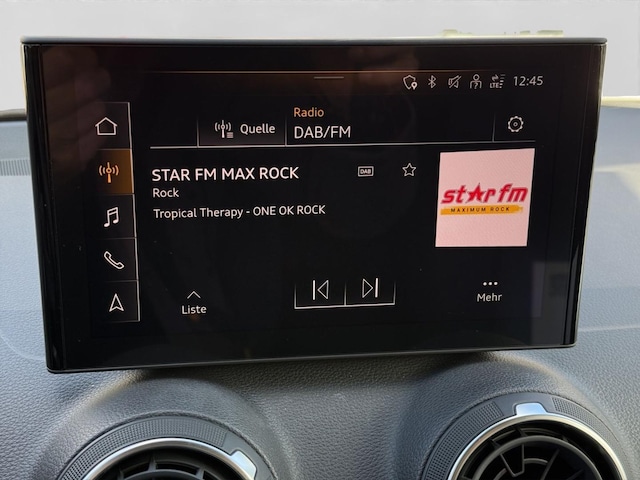 LTE 12:45
Radio
Quelle DAB/FM
STAR FM MAX ROCK DAB
Rock
Tropical Therapy - ONE OK ROCK
star fm
MAXIMUM ROCK
Liste
Mehr